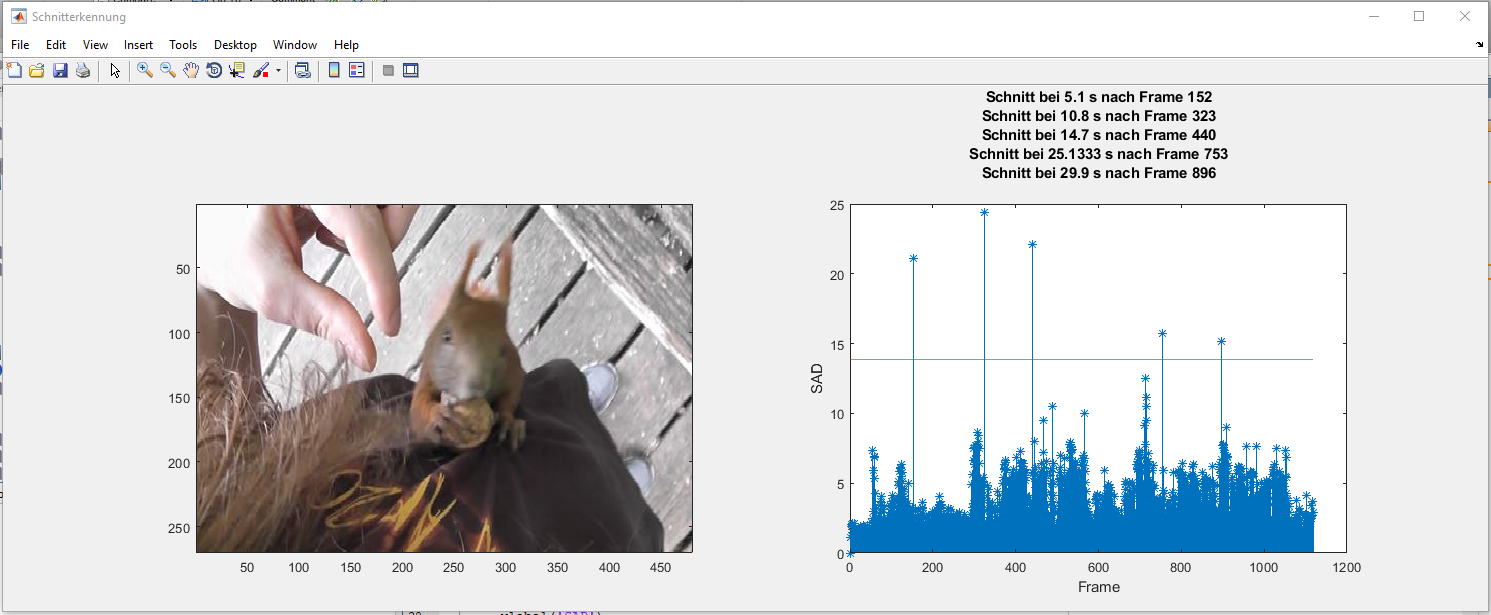 Schnitterkennung
File Edit View Insert Tools Desktop Window Help
Schnitt bei 5.1 s nach Frame 152
Schnitt bei 10.8 s nach Frame 323
Schnitt bei 14.7 s nach Frame 440
Schnitt bei 25.1333 s nach Frame 753
Schnitt bei 29.9 s nach Frame 896
50
100
150
200
250
50 100 150 200 250 300 350 400 450
25
20
15
10
5
0
SAD
0 200 400 600 800 1000 1200
Frame